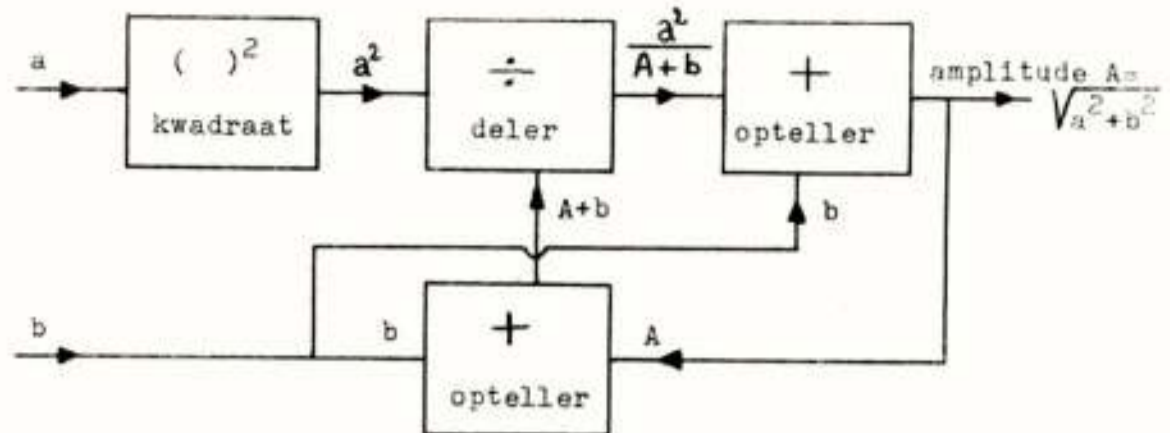 a
( )²
kwadraat
a²
÷
deler
a²/(A+b)
+
opteller
amplitude A=
√(a²+b²)
A+b
b
b
b
+
opteller
A